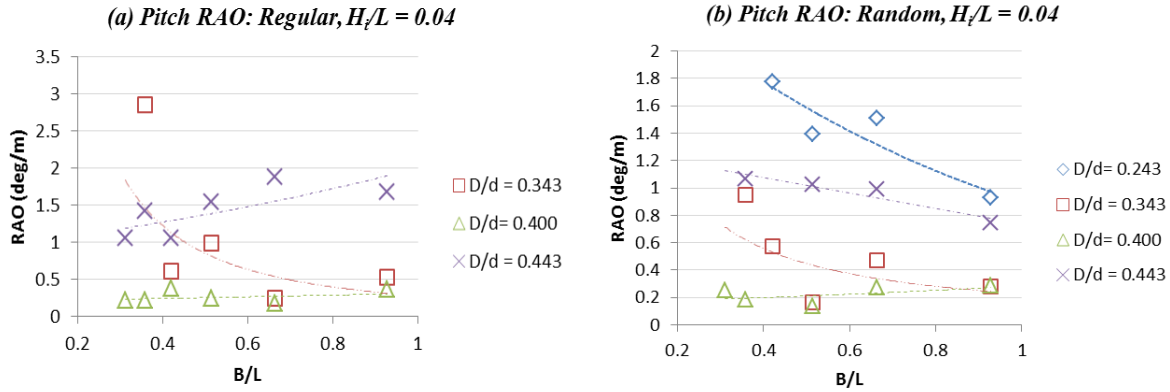 (a) Pitch RAO: Regular, Hᵢ/L = 0.04
3.5
3
2.5
2
1.5
1
0.5
0
RAO (deg/m)
0.2
0.4
0.6
0.8
1
B/L
D/d = 0.343
D/d = 0.400
D/d = 0.443
(b) Pitch RAO: Random, Hᵢ/L = 0.04
2
1.8
1.6
1.4
1.2
1
0.8
0.6
0.4
0.2
0
RAO (deg/m)
0.2
0.4
0.6
0.8
1
B/L
D/d = 0.243
D/d = 0.343
D/d = 0.400
D/d = 0.443